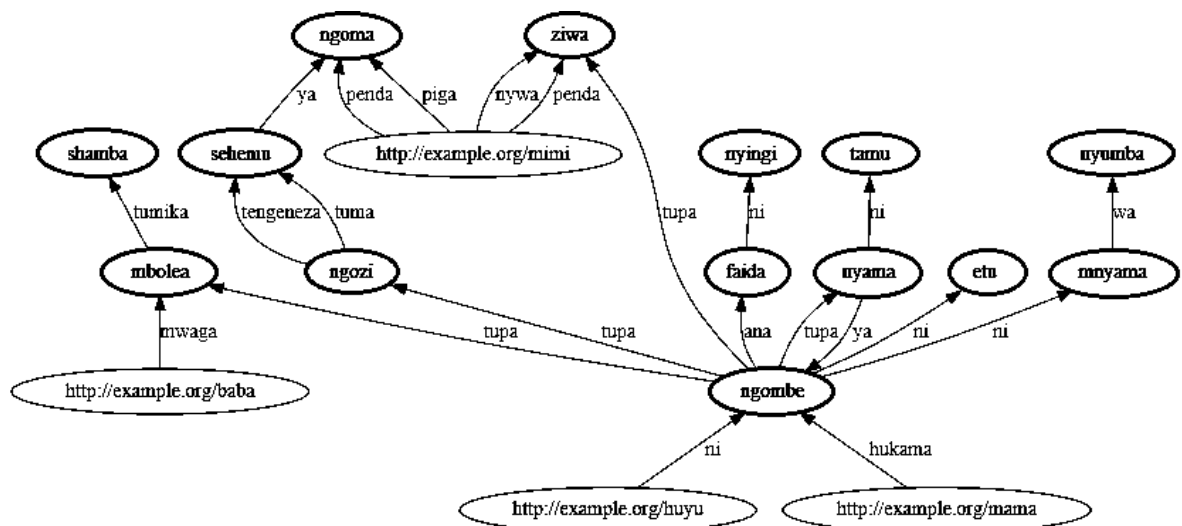 ngoma ziwa
ya penda piga nywa penda
shamba sehemu http://example.org/mimi nyingi tamu nyumba
tumika tengeneza tuma tupa ni ni wa
mbolea ngozi faida nyama etu mnyama
mwaga tupa tupa ana tupa ya ni ni
http://example.org/baba ngombe
ni hukama
http://example.org/huyu http://example.org/mama